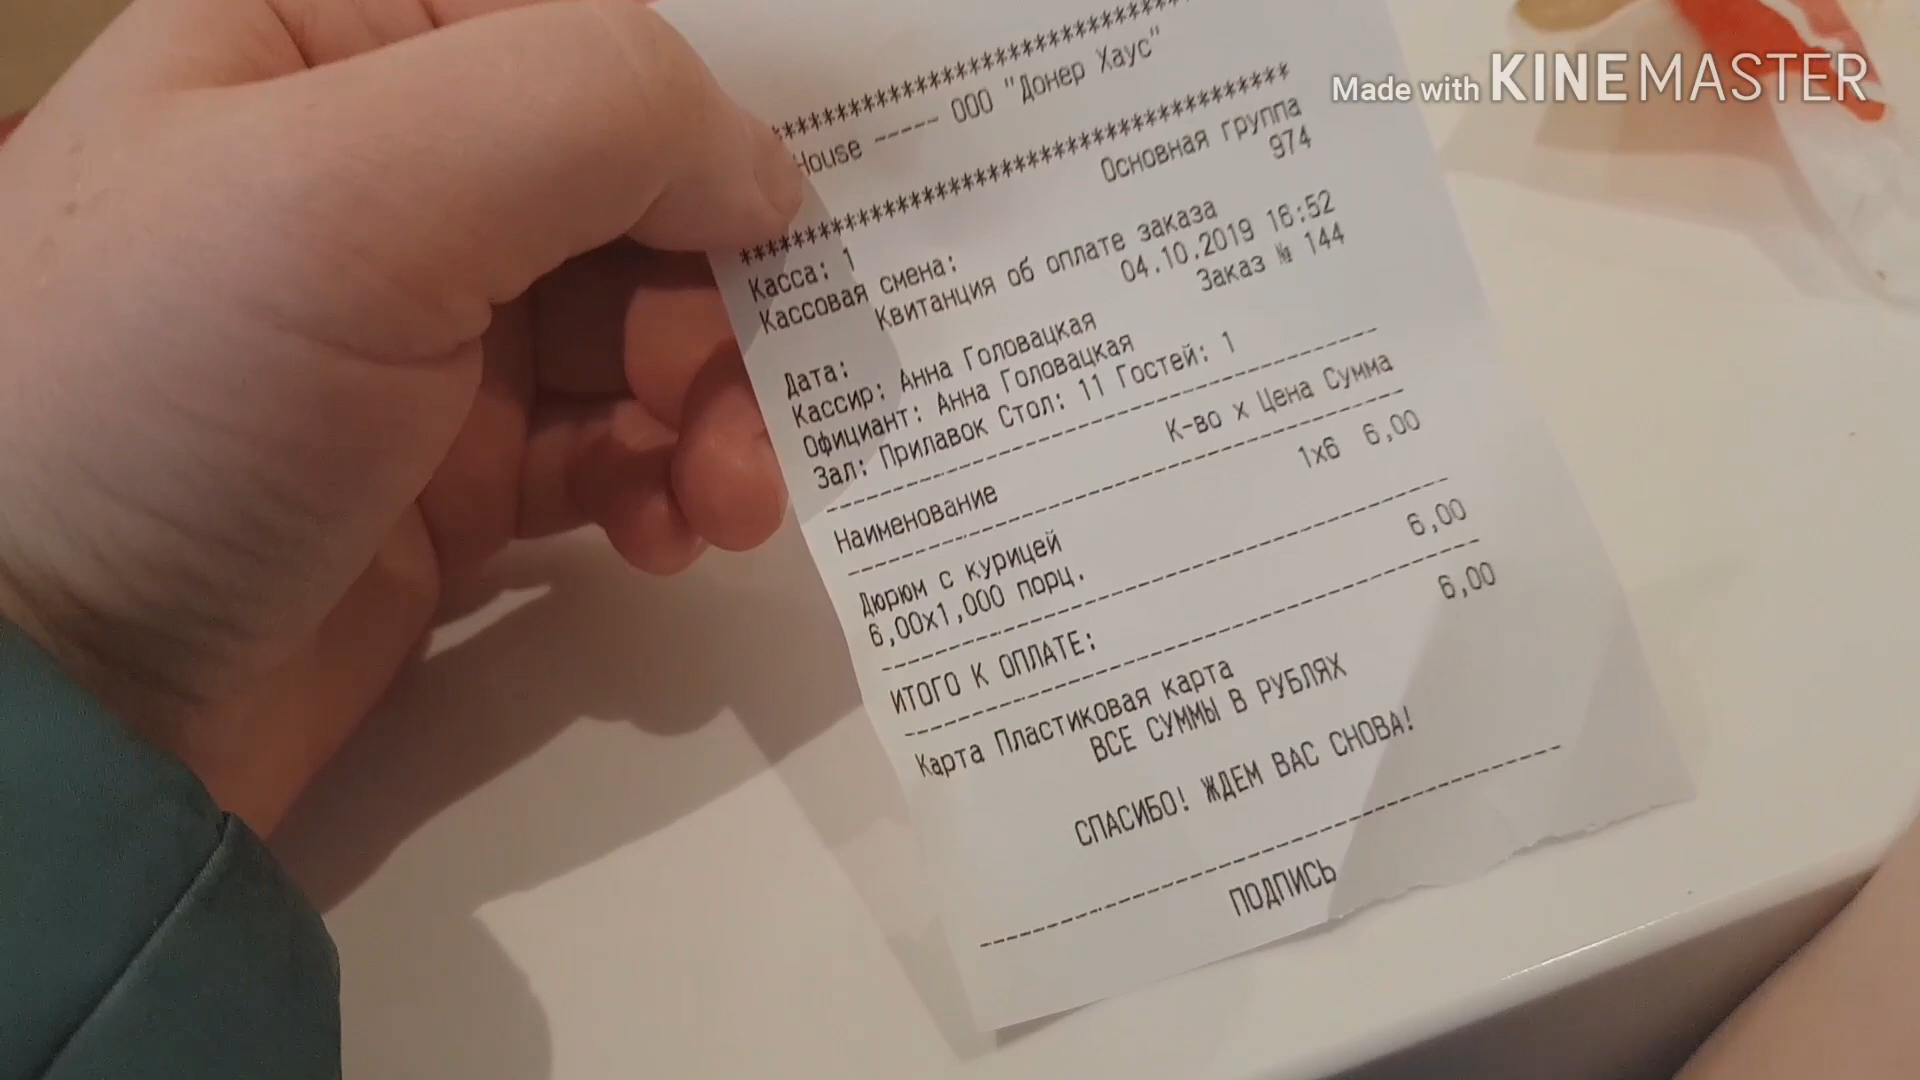 Made with KINEMASTER
****************************************
House ----- ООО "Донер Хаус"
****************************************
Основная группа
Касса: 1
974
Кассовая смена:
Квитанция об оплате заказа
04.10.2019 16:52
Заказ № 144
Дата:
Кассир: Анна Головацкая
Официант: Анна Головацкая
Зал: Прилавок Стол: 11 Гостей: 1
К-во х Цена Сумма
Наименование
1х6 6,00
Дюрюм с курицей
6,00х1,000 порц.
6,00
ИТОГО К ОПЛАТЕ:
6,00
Карта Пластиковая карта
ВСЕ СУММЫ В РУБЛЯХ
СПАСИБО! ЖДЕМ ВАС СНОВА!
ПОДПИСЬ